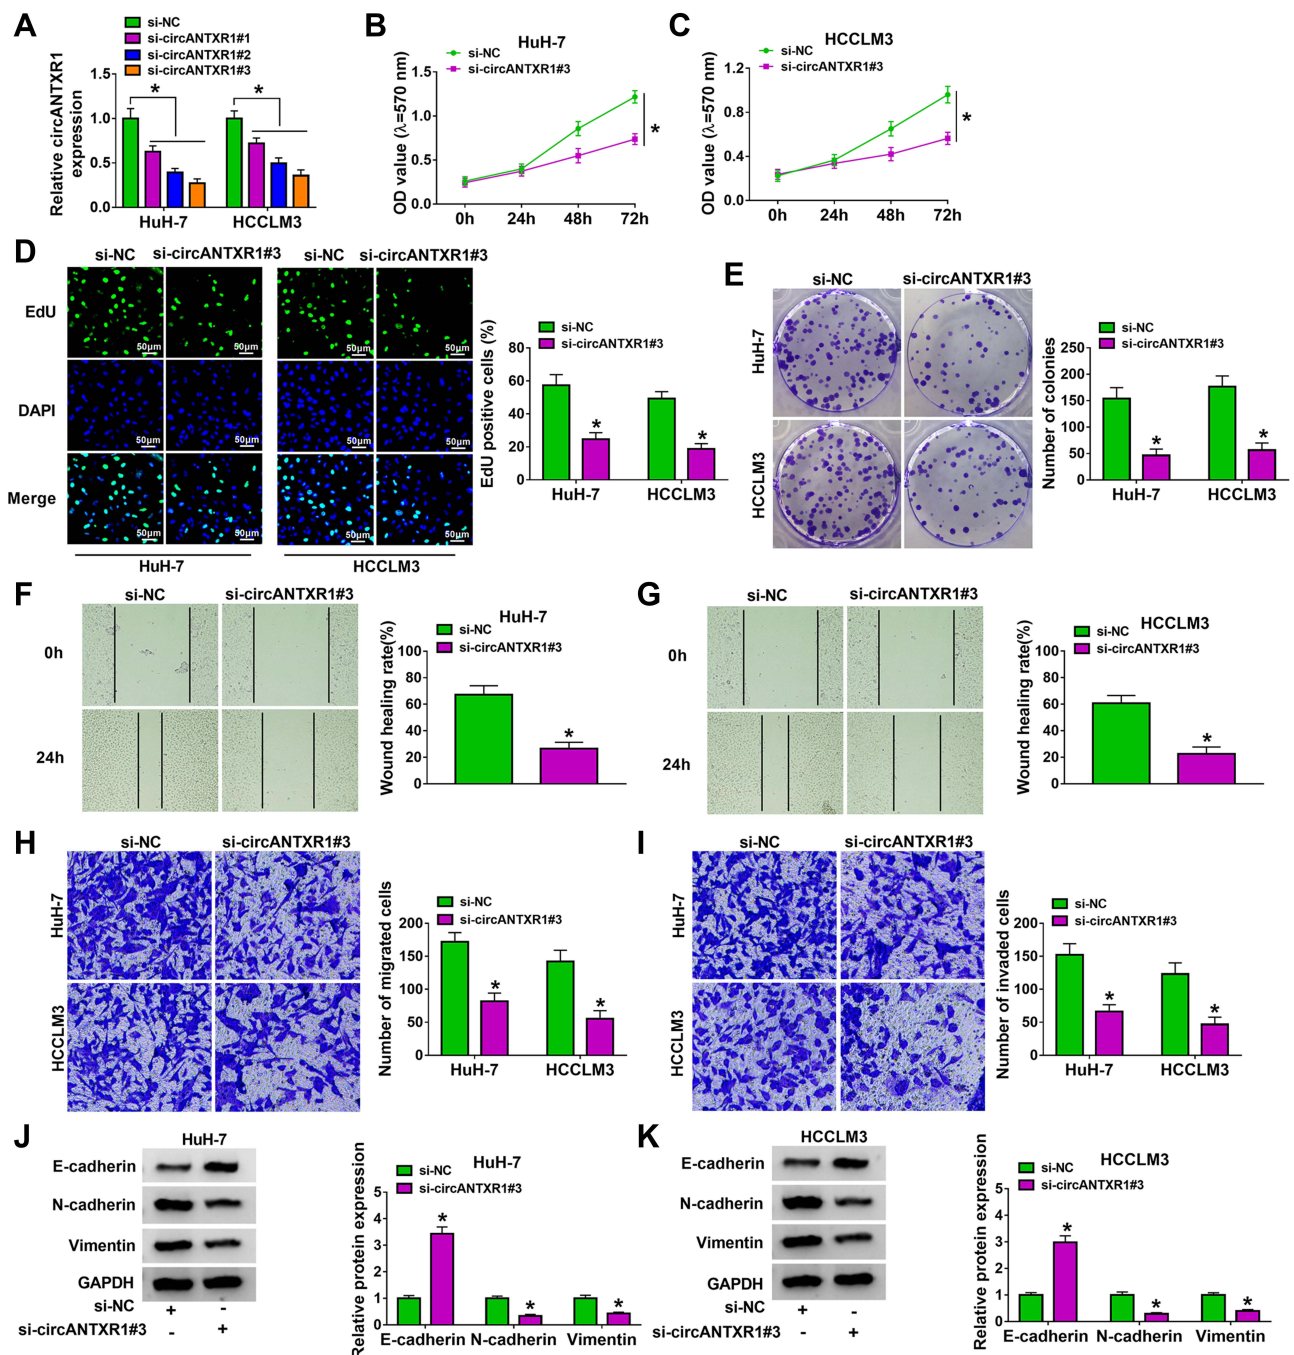 A
si-NC
si-circANTXR1#1
si-circANTXR1#2
si-circANTXR1#3
Relative circANTXR1
expression
1.5
1.0
0.5
0.0
*
*
HuH-7
HCCLM3
B
HuH-7
si-NC
si-circANTXR1#3
OD value (λ=570 nm)
1.5
1.0
0.5
0.0
*
0h
24h
48h
72h
C
HCCLM3
si-NC
si-circANTXR1#3
OD value (λ=570 nm)
1.2
0.8
0.4
0.0
*
0h
24h
48h
72h
D
si-NC
si-circANTXR1#3
si-NC
si-circANTXR1#3
EdU
50μm
50μm
50μm
50μm
DAPI
50μm
50μm
50μm
50μm
Merge
50μm
50μm
50μm
50μm
HuH-7
HCCLM3
si-NC
si-circANTXR1#3
EdU positive cells (%)
80
60
40
20
0
*
*
HuH-7
HCCLM3
E
si-NC
si-circANTXR1#3
HuH-7
HCCLM3
si-NC
si-circANTXR1#3
Number of colonies
250
200
150
100
50
0
*
*
HuH-7
HCCLM3
F
si-NC
si-circANTXR1#3
0h
24h
HuH-7
si-NC
si-circANTXR1#3
Wound healing rate(%)
100
80
60
40
20
0
*
G
si-NC
si-circANTXR1#3
0h
24h
HCCLM3
si-NC
si-circANTXR1#3
Wound healing rate(%)
100
80
60
40
20
0
*
H
si-NC
si-circANTXR1#3
HuH-7
HCCLM3
si-NC
si-circANTXR1#3
Number of migrated cells
200
150
100
50
0
*
*
HuH-7
HCCLM3
I
si-NC
si-circANTXR1#3
HuH-7
HCCLM3
si-NC
si-circANTXR1#3
Number of invaded cells
200
150
100
50
0
*
*
HuH-7
HCCLM3
J
HuH-7
E-cadherin
N-cadherin
Vimentin
GAPDH
si-NC + -
si-circANTXR1#3 - +
HuH-7
si-NC
si-circANTXR1#3
Relative protein expression
5
4
3
2
1
0
*
*
*
E-cadherin
N-cadherin
Vimentin
K
HCCLM3
E-cadherin
N-cadherin
Vimentin
GAPDH
si-NC + -
si-circANTXR1#3 - +
HCCLM3
si-NC
si-circANTXR1#3
Relative protein expression
5
4
3
2
1
0
*
*
*
E-cadherin
N-cadherin
Vimentin